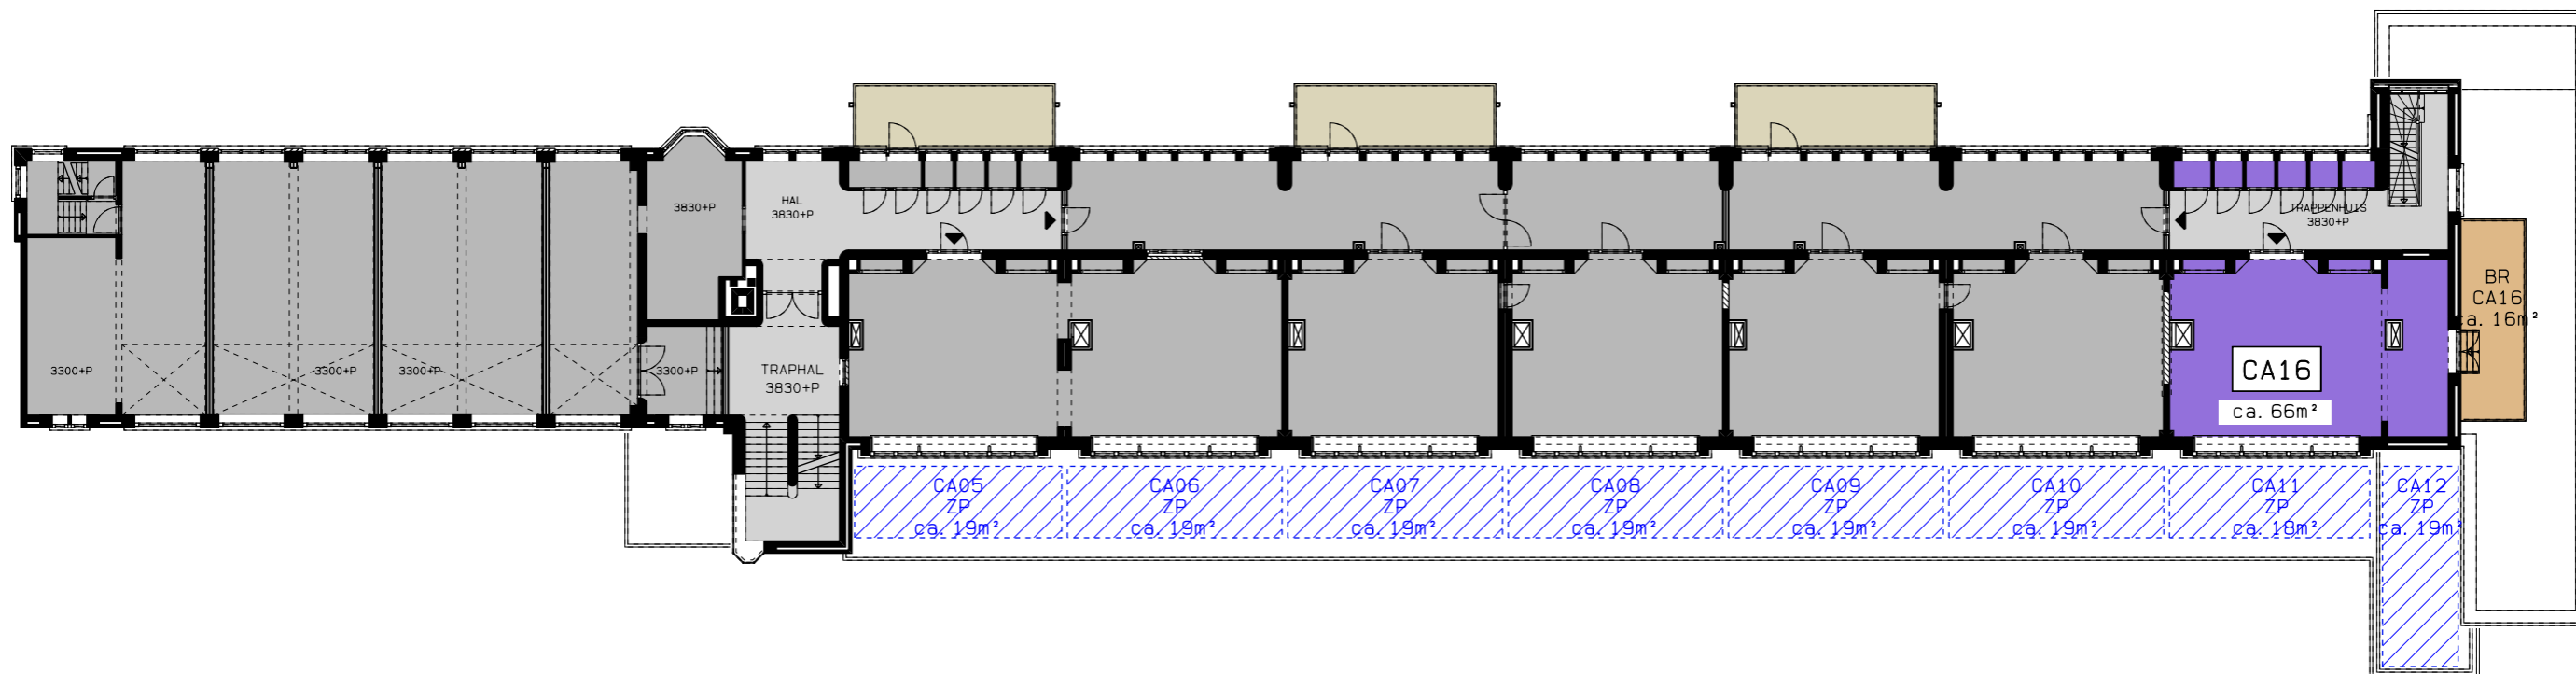 3830+P
HAL
3830+P
TRAPPENHUIS
3830+P
BR
CA16
ca. 16m²
3300+P
3300+P
3300+P
3300+P
TRAPHAL
3830+P
CA16
ca. 66m²
CA05
ZP
ca. 19m²
CA06
ZP
ca. 19m²
CA07
ZP
ca. 19m²
CA08
ZP
ca. 19m²
CA09
ZP
ca. 19m²
CA10
ZP
ca. 19m²
CA11
ZP
ca. 18m²
CA12
ZP
ca. 19m²